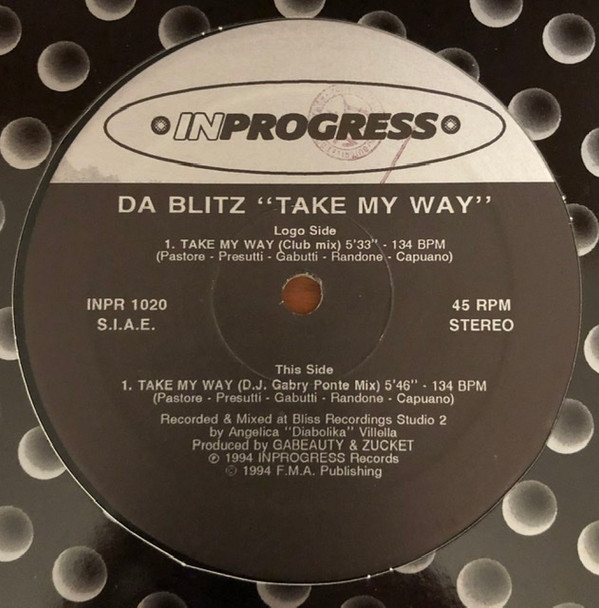 INPROGRESS
DA BLITZ "TAKE MY WAY"
Logo Side
1. TAKE MY WAY (Club mix) 5'33'' - 134 BPM
(Pastore - Presutti - Gabutti - Randone - Capuano)
INPR 1020
S.I.A.E.
45 RPM
STEREO
This Side
1. TAKE MY WAY (D.J. Gabry Ponte Mix) 5'46'' - 134 BPM
(Pastore - Presutti - Gabutti - Randone - Capuano)
Recorded & Mixed at Bliss Recordings Studio 2
by Angelica ''Diabolika'' Villella
Produced by GABEAUTY & ZUCKET
℗ 1994 INPROGRESS Records
© 1994 F.M.A. Publishing